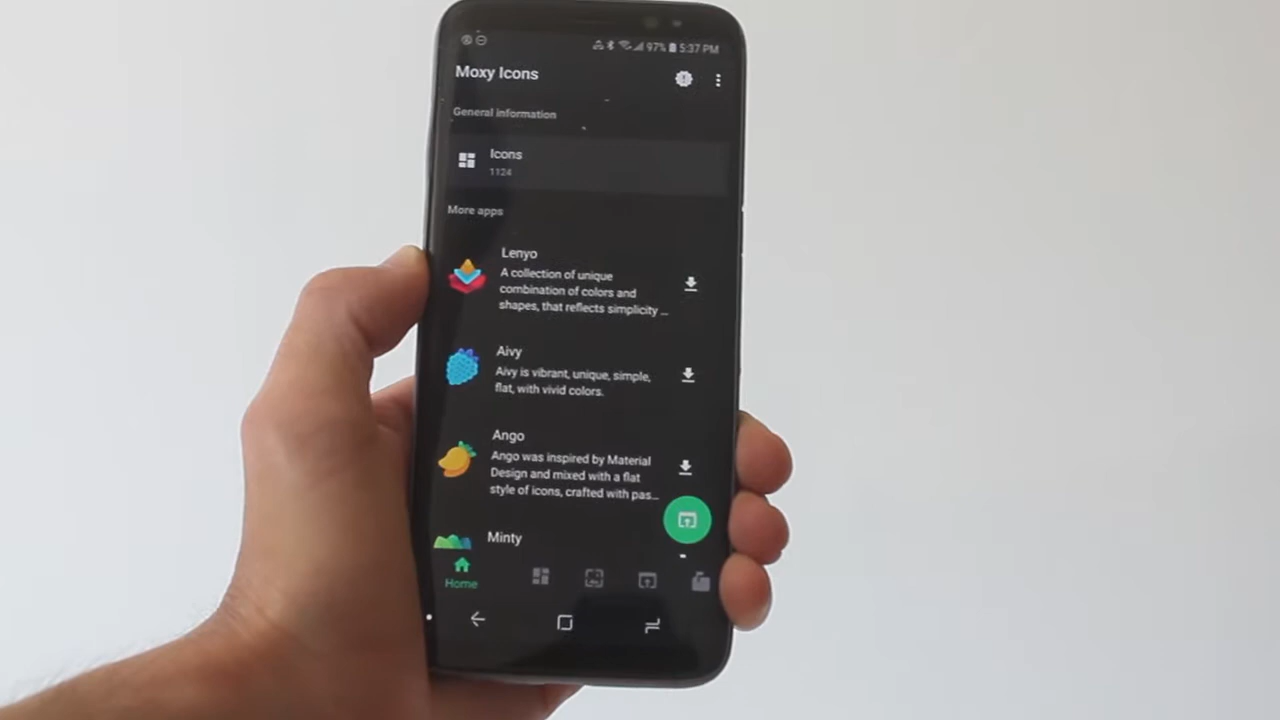 97% 5:37 PM
Moxy Icons
General information
Icons
1124
More apps
Lenyo
A collection of unique
combination of colors and
shapes, that reflects simplicity ...
Aivy
Aivy is vibrant, unique, simple,
flat, with vivid colors.
Ango
Ango was inspired by Material
Design and mixed with a flat
style of icons, crafted with pas...
Minty
Home